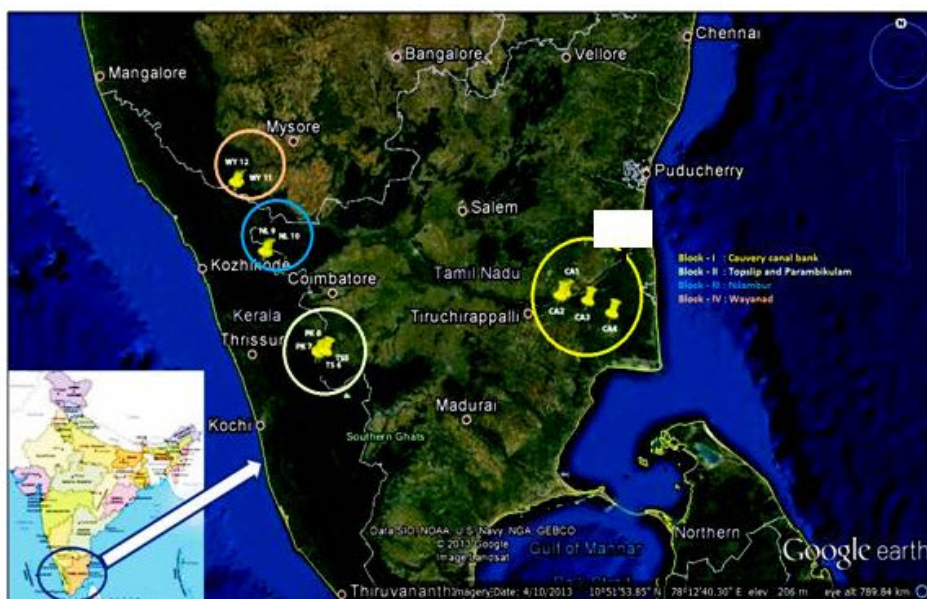 Chennai
Bangalore
Vellore
Mangalore
Mysore
WY 12
WY 11
Puducherry
NL 9
NL 10
Salem
Kozhikode
Coimbatore
Tamil Nadu
CA1
CA2
CA3
CA4
Block - I : Cauvery canal bank
Block - II : Topslip and Parambikulam
Block - III : Nilambur
Block - IV : Wayanad
Kerala
Tiruchirappalli
Thrissur
PK 8
PK 7
TS5
TS 6
Madurai
Kochi
Southern Ghats
Data SIO, NOAA, U.S. Navy, NGA, GEBCO
© 2013 Google
Image Landsat
Gulf of Mannar
Northern
Google earth
Imagery Date: 4/10/2013 10°51'53.85" N 78°12'40.30" E elev 206 m eye alt 789.84 km
N